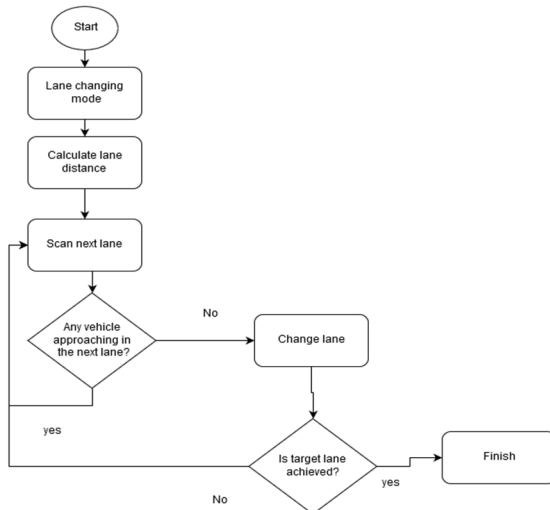 Start
Lane changing
mode
Calculate lane
distance
Scan next lane
Any vehicle
approaching in
the next lane?
No
Change lane
yes
Is target lane
achieved?
yes
Finish
No